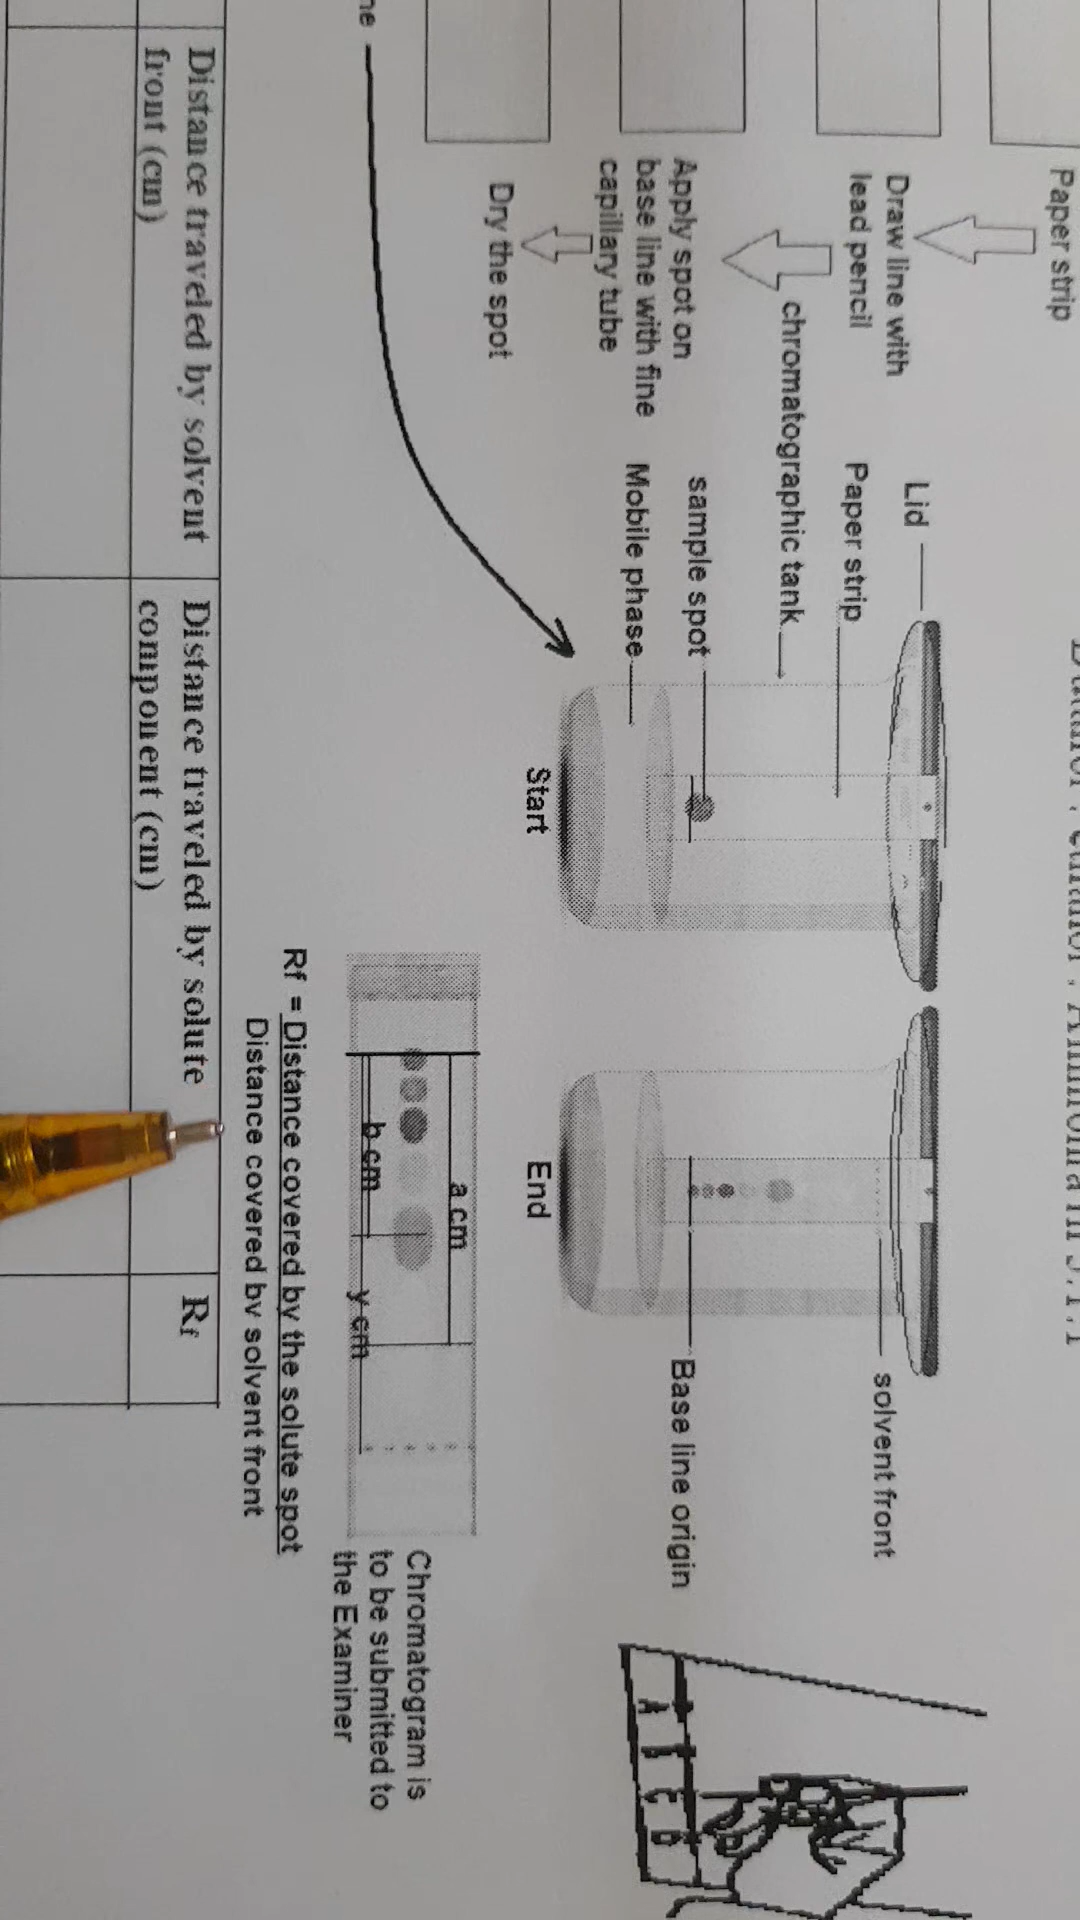 Paper strip
Draw line with
lead pencil
Apply spot on
base line with fine
capillary tube
Dry the spot
Lid
Paper strip
chromatographic tank
sample spot
Mobile phase
Start
End
solvent front
Base line origin
A
C
a cm
b cm
y cm
Chromatogram is
to be submitted to
the Examiner
Rf = Distance covered by the solute spot
Distance covered by solvent front
Distance traveled by solvent
front (cm)
Distance traveled by solute
component (cm)
Rf